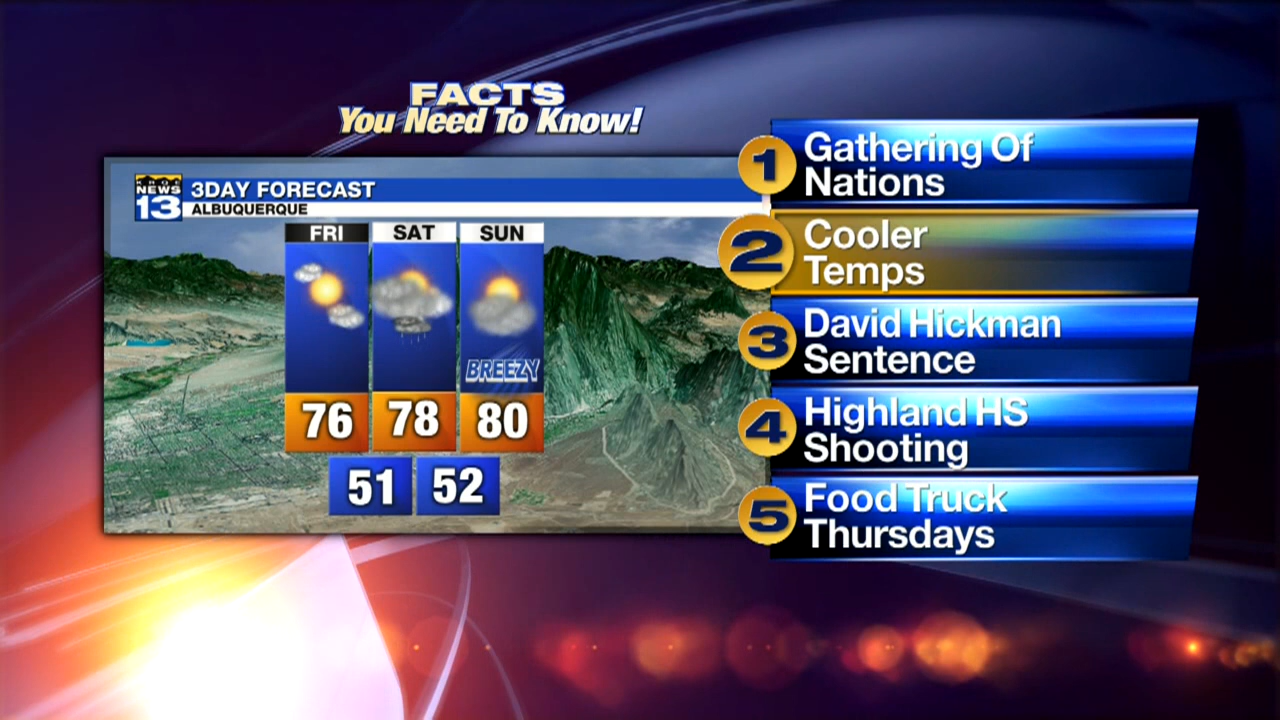 FACTS
You Need To Know!
KRQE
NEWS
13
3DAY FORECAST
ALBUQUERQUE
FRI SAT SUN
BREEZY
76 78 80
51 52
1 Gathering Of
Nations
2 Cooler
Temps
3 David Hickman
Sentence
4 Highland HS
Shooting
5 Food Truck
Thursdays